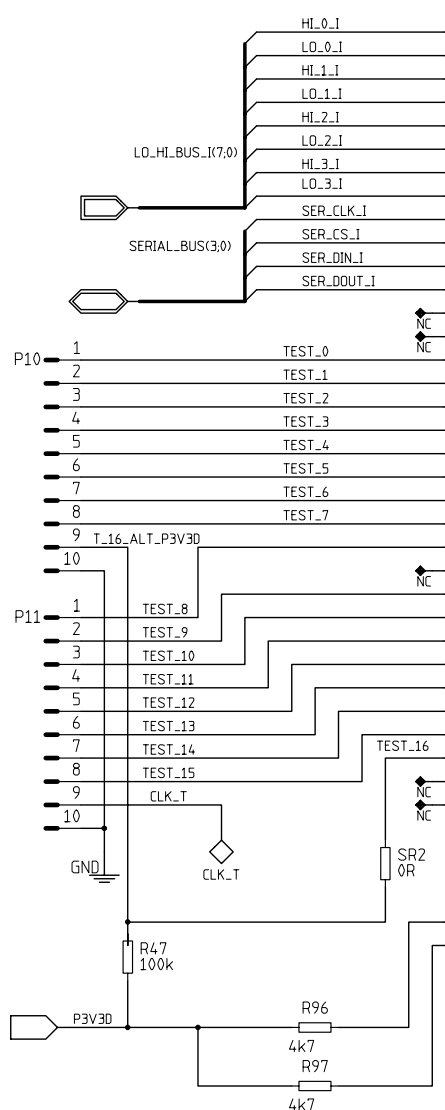 HI_0_I
LO_0_I
HI_1_I
LO_1_I
HI_2_I
LO_2_I
LO_HI_BUS_I(7;0)
HI_3_I
LO_3_I
SER_CLK_I
SERIAL_BUS(3;0)
SER_CS_I
SER_DIN_I
SER_DOUT_I
NC
NC
P10
1 TEST_0
2 TEST_1
3 TEST_2
4 TEST_3
5 TEST_4
6 TEST_5
7 TEST_6
8 TEST_7
9 T_16_ALT_P3V3D
10
NC
P11
1 TEST_8
2 TEST_9
3 TEST_10
4 TEST_11
5 TEST_12
6 TEST_13
7 TEST_14
TEST_16
8 TEST_15
9 CLK_T
NC
NC
10
GND
CLK_T
SR2
0R
R47
100k
P3V3D
R96
4k7
R97
4k7